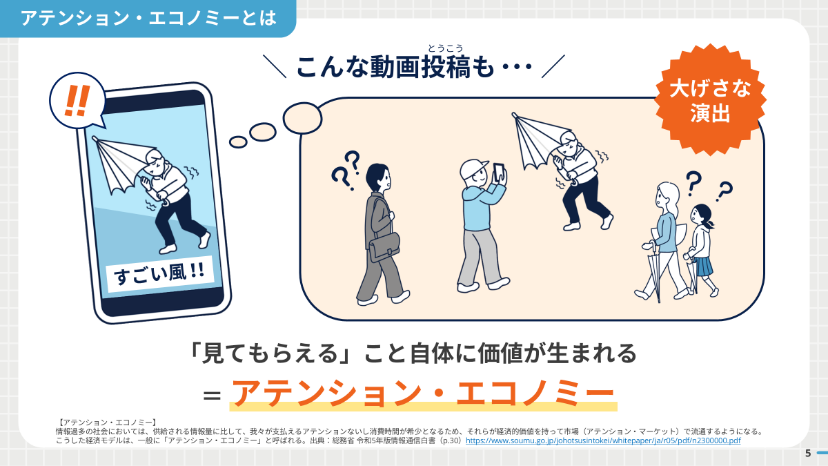 アテンション・エコノミーとは
とうこう
こんな動画投稿も・・・
大げさな
演出
!!
? ?
?
? ?
すごい風!!
「見てもらえる」こと自体に価値が生まれる
= アテンション・エコノミー
【アテンション・エコノミー】
情報過多の社会においては、供給される情報量に比して、我々が支払えるアテンションないし消費時間が希少となるため、それらが経済的価値を持って市場(アテンション・マーケット)で流通するようになる。
こうした経済モデルは、一般に「アテンション・エコノミー」と呼ばれる。出典:総務省 令和5年版情報通信白書(p.30)https://www.soumu.go.jp/johotsusintokei/whitepaper/ja/r05/pdf/n2300000.pdf
5